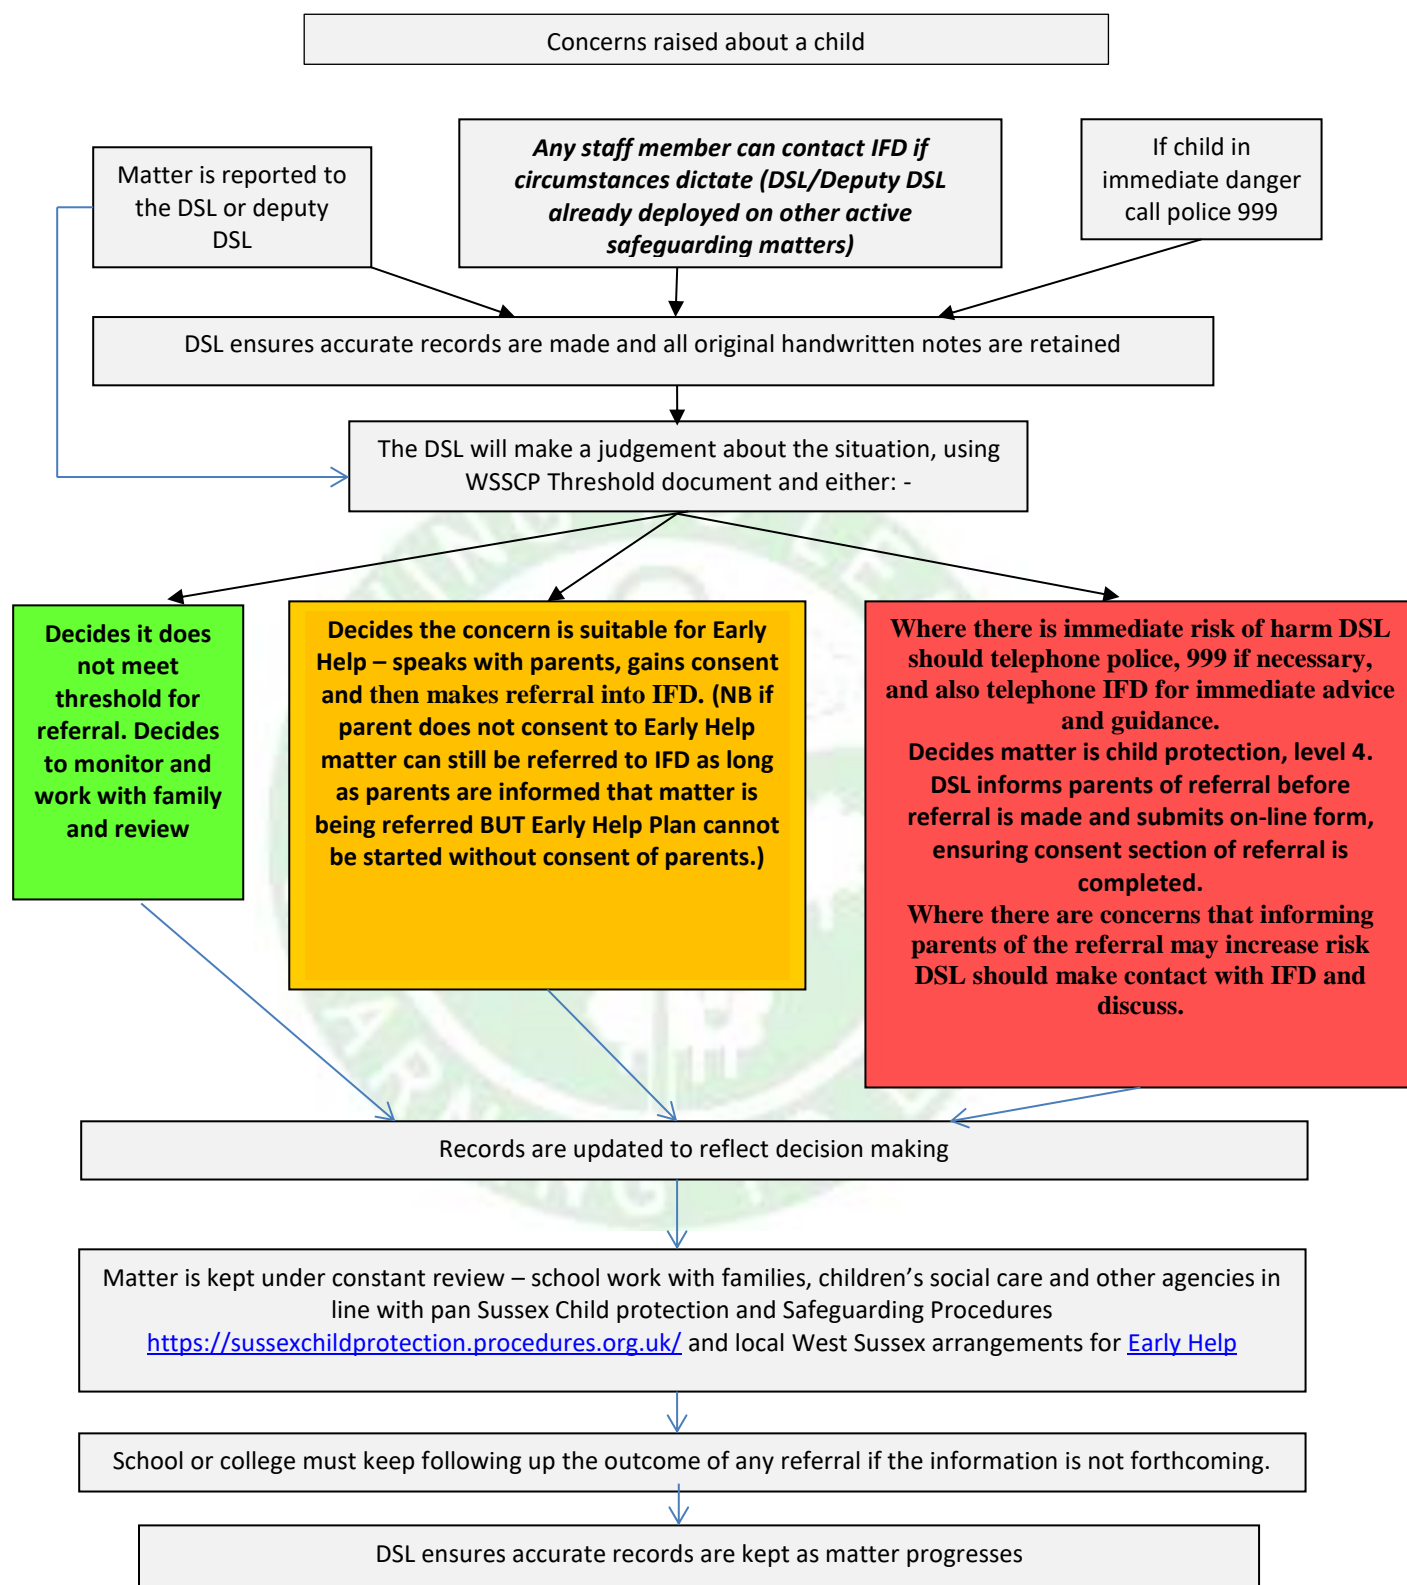 Concerns raised about a child
Matter is reported to
the DSL or deputy
DSL
Any staff member can contact IFD if
circumstances dictate (DSL/Deputy DSL
already deployed on other active
safeguarding matters)
If child in
immediate danger
call police 999
DSL ensures accurate records are made and all original handwritten notes are retained
The DSL will make a judgement about the situation, using
WSSCP Threshold document and either: -
Decides it does
not meet
threshold for
referral. Decides
to monitor and
work with family
and review
Decides the concern is suitable for Early
Help – speaks with parents, gains consent
and then makes referral into IFD. (NB if
parent does not consent to Early Help
matter can still be referred to IFD as long
as parents are informed that matter is
being referred BUT Early Help Plan cannot
be started without consent of parents.)
Where there is immediate risk of harm DSL
should telephone police, 999 if necessary,
and also telephone IFD for immediate advice
and guidance.
Decides matter is child protection, level 4.
DSL informs parents of referral before
referral is made and submits on-line form,
ensuring consent section of referral is
completed.
Where there are concerns that informing
parents of the referral may increase risk
DSL should make contact with IFD and
discuss.
Records are updated to reflect decision making
Matter is kept under constant review – school work with families, children’s social care and other agencies in
line with pan Sussex Child protection and Safeguarding Procedures
https://sussexchildprotection.procedures.org.uk/ and local West Sussex arrangements for Early Help
School or college must keep following up the outcome of any referral if the information is not forthcoming.
DSL ensures accurate records are kept as matter progresses